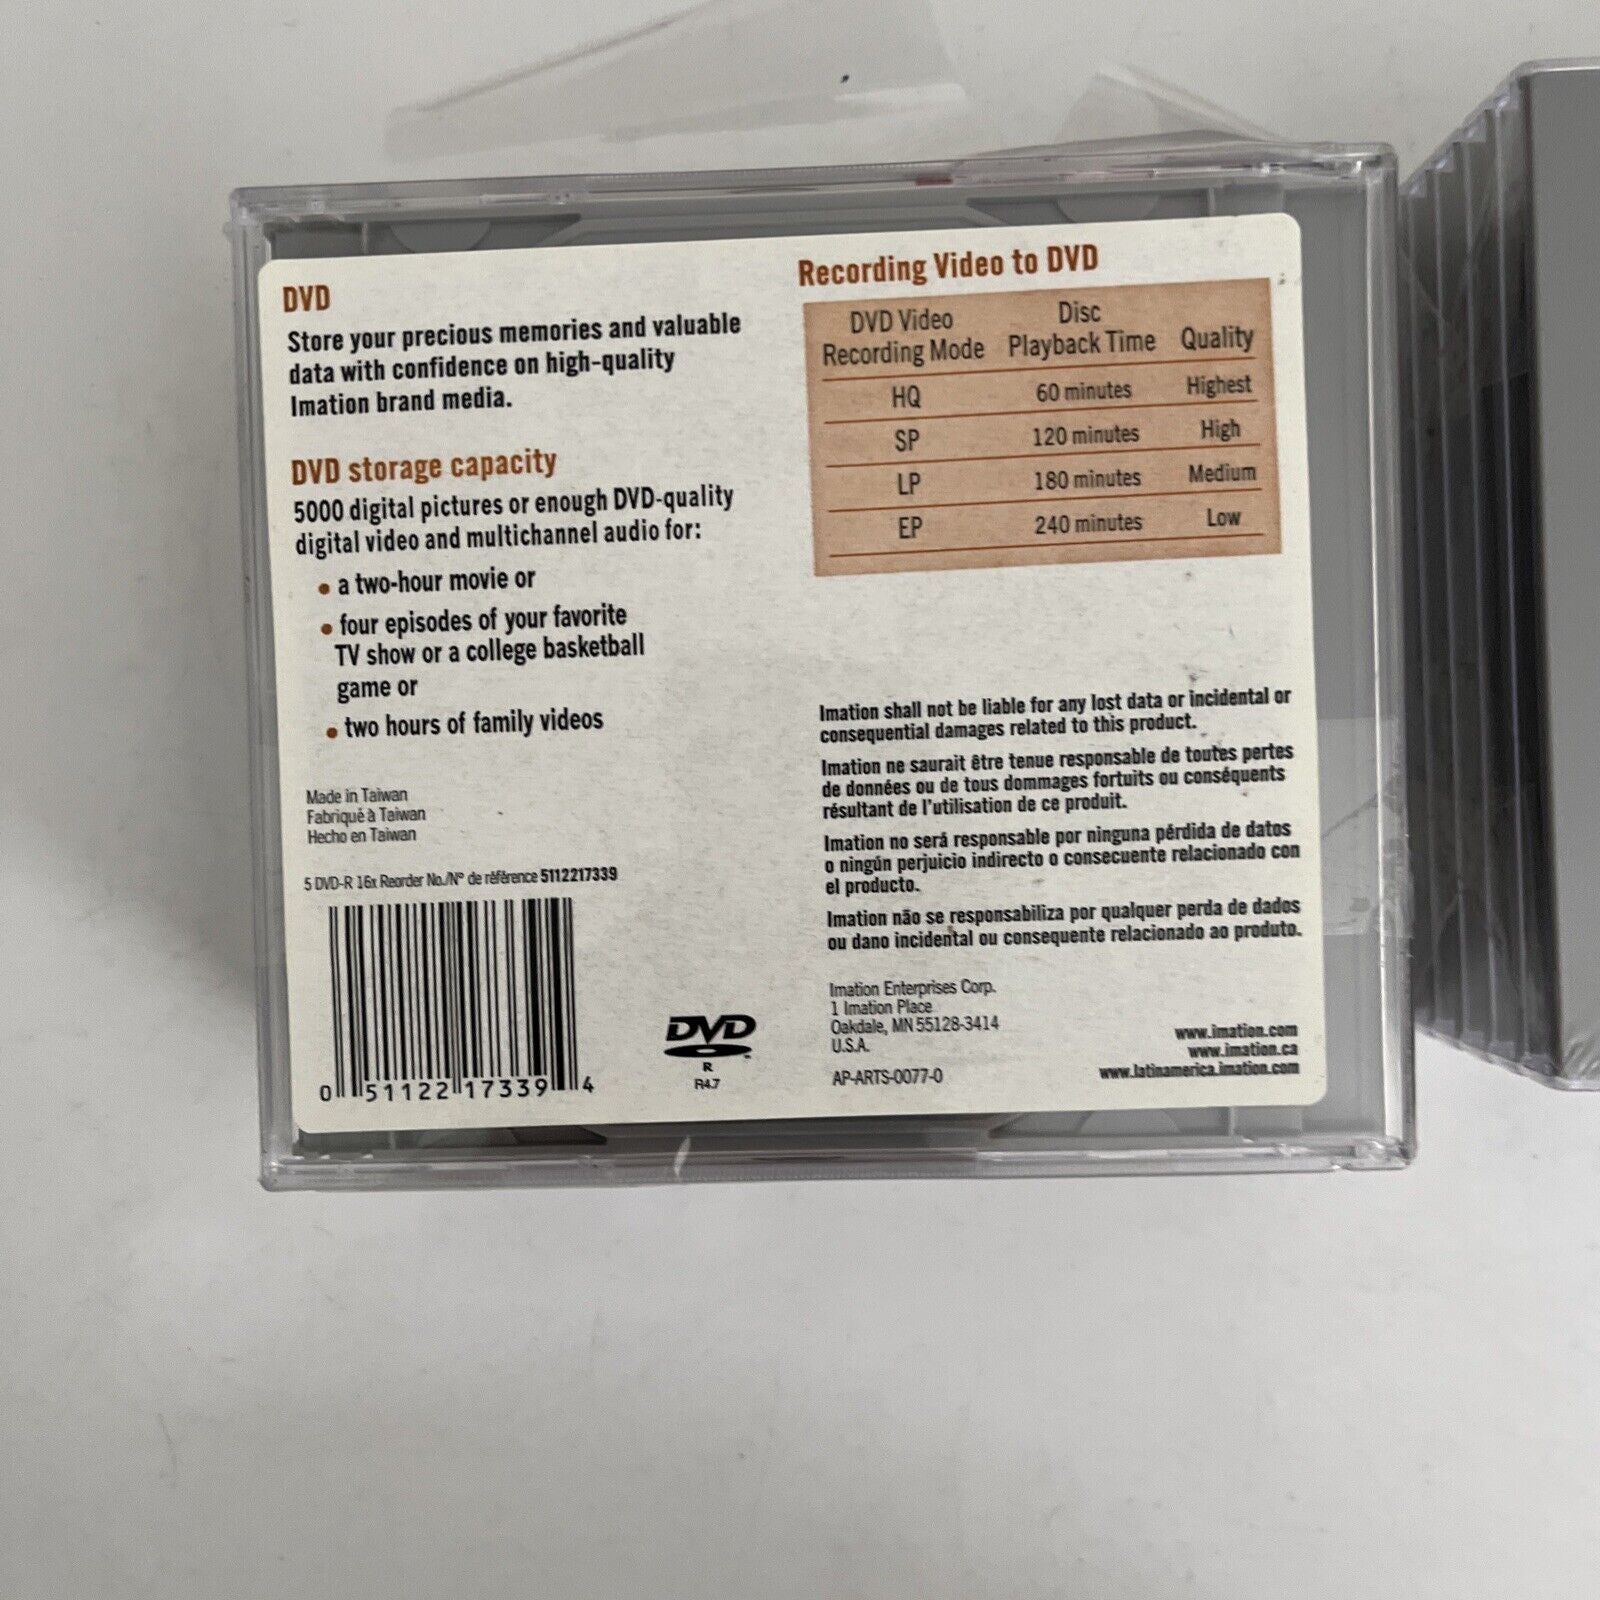 DVD
Store your precious memories and valuable
data with confidence on high-quality
Imation brand media.
DVD storage capacity
5000 digital pictures or enough DVD-quality
digital video and multichannel audio for:
• a two-hour movie or
• four episodes of your favorite
TV show or a college basketball
game or
• two hours of family videos
Made in Taiwan
Fabriqué à Taiwan
Hecho en Taiwan
5 DVD-R 16x Reorder No./N° de référence 5112217339
0 51122 17339 4
DVD
R
R4.7
Recording Video to DVD
DVD Video Recording Mode Disc Playback Time Quality
HQ 60 minutes Highest
SP 120 minutes High
LP 180 minutes Medium
EP 240 minutes Low
Imation shall not be liable for any lost data or incidental or
consequential damages related to this product.
Imation ne saurait être tenue responsable de toutes pertes
de données ou de tous dommages fortuits ou conséquents
résultant de l'utilisation de ce produit.
Imation no será responsable por ninguna pérdida de datos
o ningún perjuicio indirecto o consecuente relacionado con
el producto.
Imation não se responsabiliza por qualquer perda de dados
ou dano incidental ou consequente relacionado ao produto.
Imation Enterprises Corp.
1 Imation Place
Oakdale, MN 55128-3414
U.S.A.
AP-ARTS-0077-0
www.imation.com
www.imation.ca
www.latinamerica.imation.com